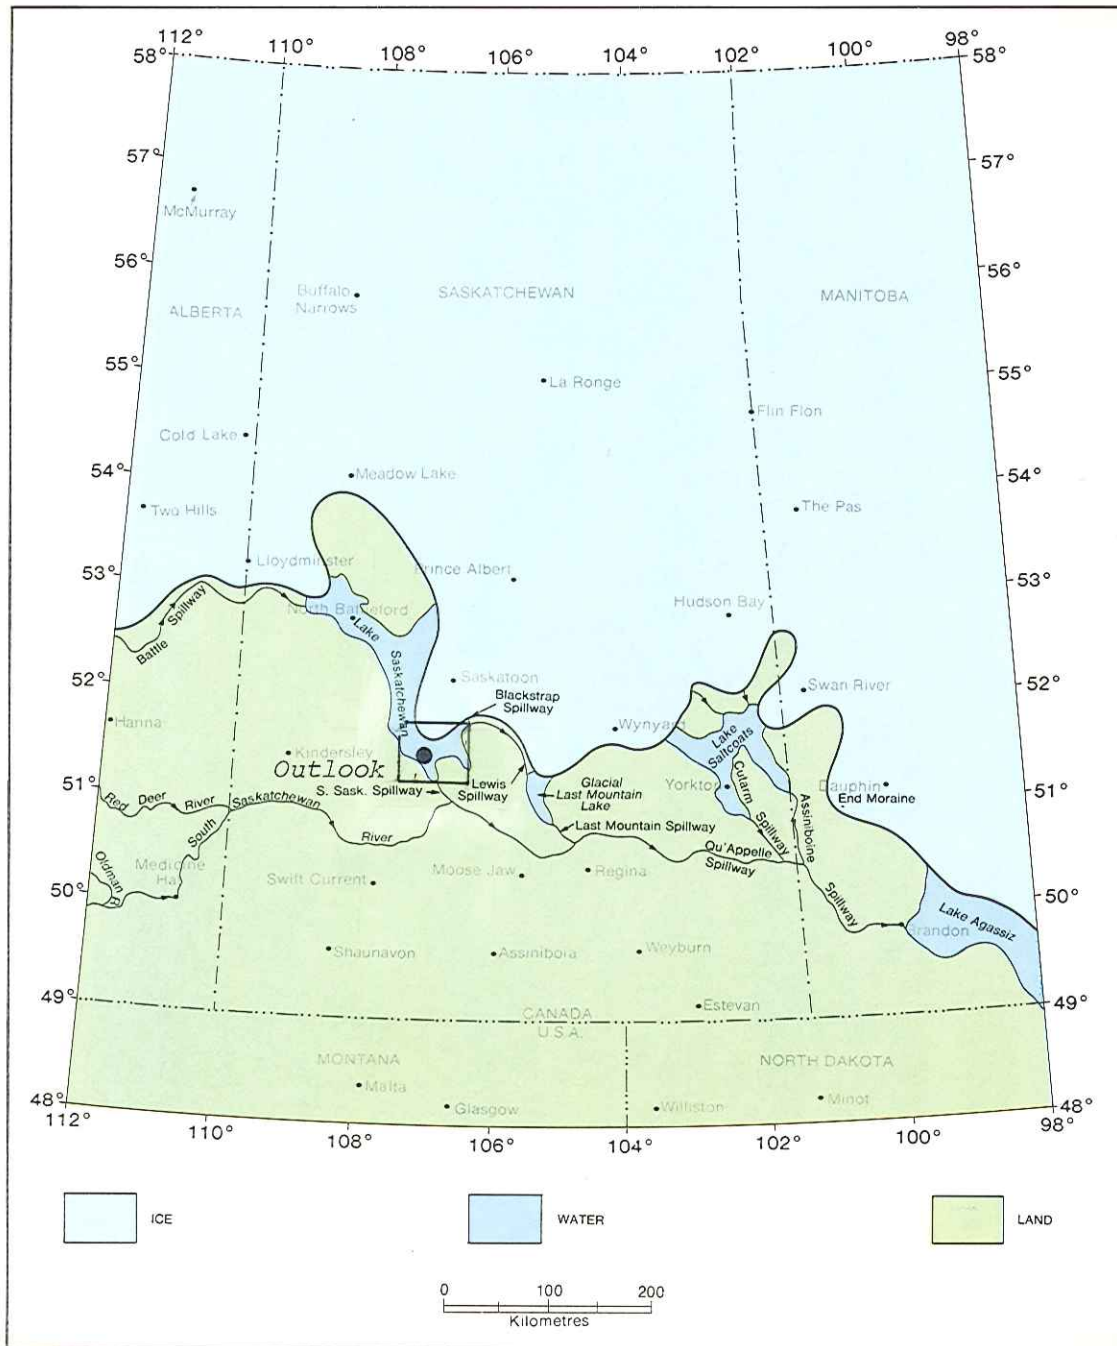 112°
110°
108°
106°
104°
102°
100°
98°
58°
58°
57°
57°
McMurray
56°
56°
Buffalo
Narrows
SASKATCHEWAN
MANITOBA
ALBERTA
55°
55°
La Ronge
Flin Flon
Cold Lake
54°
54°
Meadow Lake
Two Hills
The Pas
Lloydminster
Prince Albert
53°
53°
Hudson Bay
North Battleford
Battle Spillway
Lake Saskatchewan
52°
52°
Saskatoon
Swan River
Blackstrap
Spillway
Hanna
Wynyard
Lake
Saltcoats
Kindersley
Outlook
51°
51°
S. Sask. Spillway
Lewis
Spillway
Glacial
Last Mountain
Lake
Yorkton
Cutarm Spillway
Dauphin
End Moraine
Red Deer River
South Saskatchewan River
Last Mountain Spillway
Assiniboine Spillway
Qu'Appelle
Spillway
Oldman R
Medicine
Hat
Swift Current
Moose Jaw
Regina
50°
50°
Lake Agassiz
Brandon
Shaunavon
Assiniboia
Weyburn
49°
49°
Estevan
CANADA
U.S.A.
MONTANA
NORTH DAKOTA
Malta
Glasgow
Williston
Minot
48°
48°
112°
110°
108°
106°
104°
102°
100°
98°
ICE
WATER
LAND
0 100 200
Kilometres